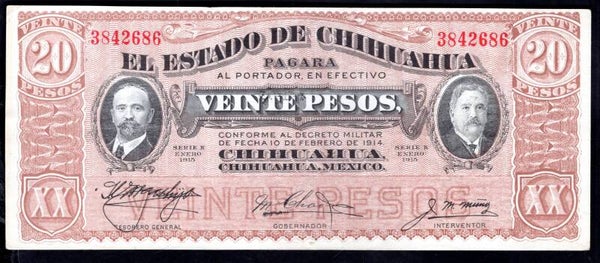 VEINTE
20
PESOS
3842686
3842686
VEINTE
20
PESOS
EL ESTADO DE CHIHUAHUA
PAGARA
AL PORTADOR, EN EFECTIVO
VEINTE PESOS,
CONFORME AL DECRETO MILITAR
DE FECHA 10 DE FEBRERO DE 1914.
CHIHUAHUA,
CHIHUAHUA, MEXICO.
SERIE R
ENERO
1915
SERIE R
ENERO
1915
XX
VEINTE PESOS
XX
TESORERO GENERAL
GOBERNADOR
INTERVENTOR